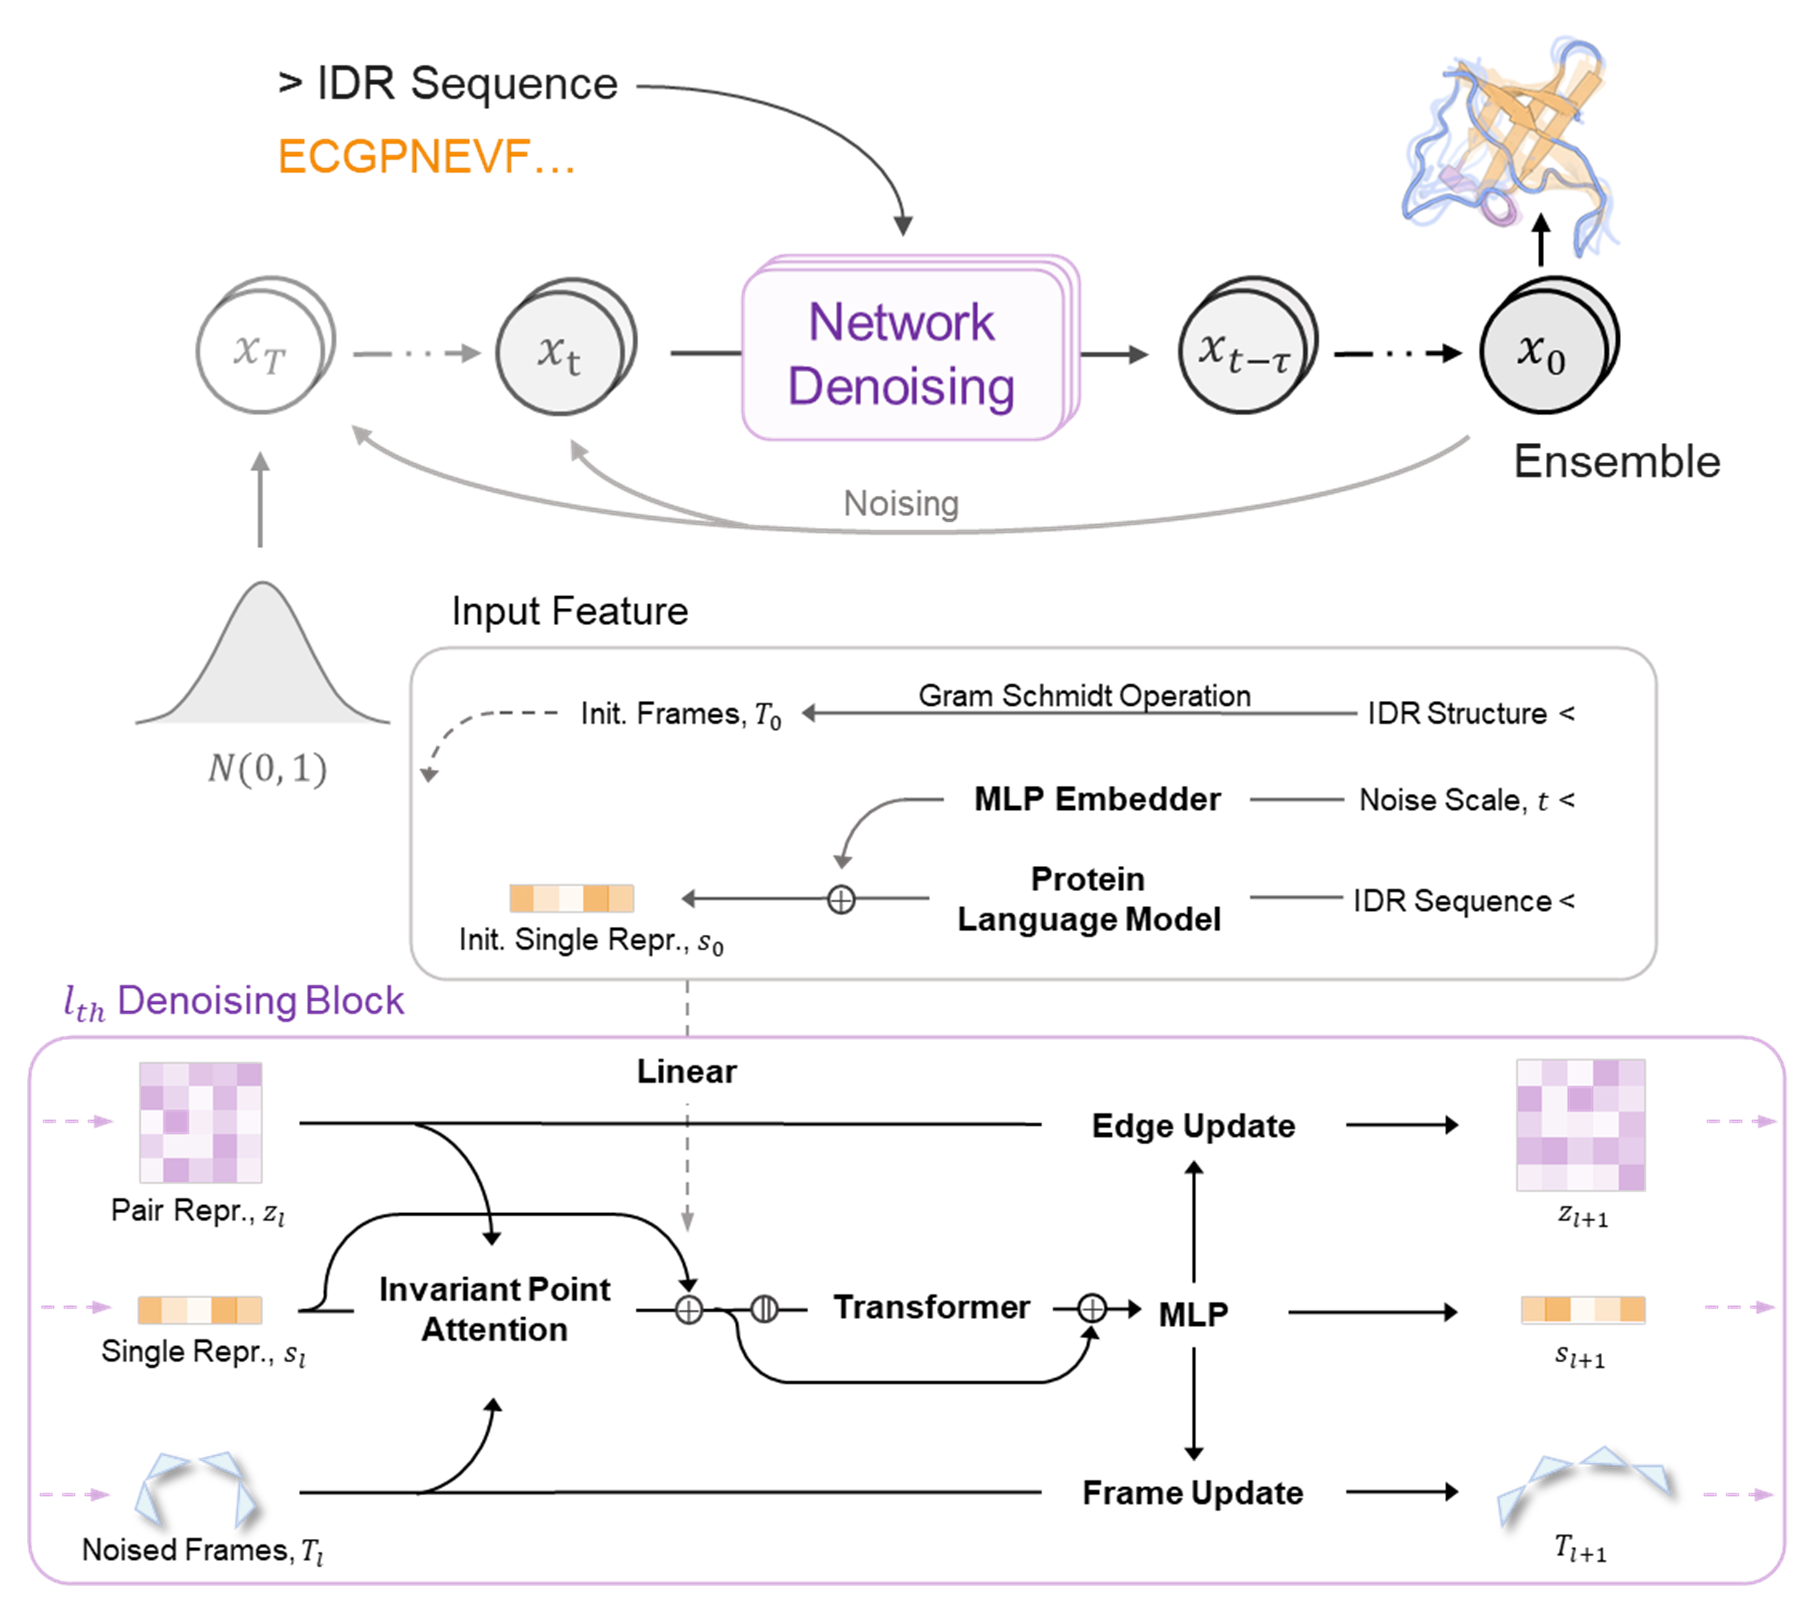 > IDR Sequence
ECGPNEVF...
x_T
x_t
Network
Denoising
x_{t−τ}
x_0
Ensemble
Noising
N(0,1)
Input Feature
Init. Frames, T_0
Gram Schmidt Operation
IDR Structure <
MLP Embedder
Noise Scale, t <
Protein
Language Model
IDR Sequence <
Init. Single Repr., s_0
l_{th} Denoising Block
Linear
Edge Update
Pair Repr., z_l
z_{l+1}
Invariant Point
Attention
Transformer
MLP
Single Repr., s_l
s_{l+1}
Frame Update
Noised Frames, T_l
T_{l+1}